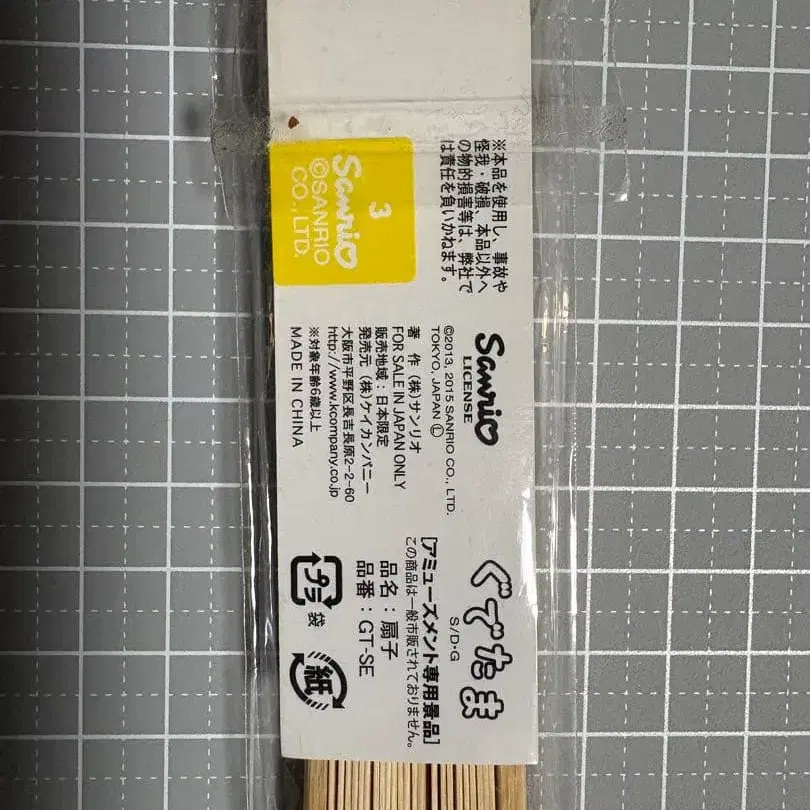 ※本品を使用し、事故や
怪我・破損、本品以外へ
の物的損害等は、弊社で
は責任を負いかねます。
3
Sanrio
©SANRIO
CO., LTD.
Sanrio
LICENSE
©2013, 2015 SANRIO CO., LTD.
TOKYO, JAPAN Ⓛ
著 作 (株)サンリオ
FOR SALE IN JAPAN ONLY
販売地域:日本限定
発売元 (株)ケイカンパニー
大阪市平野区長吉長原2-2-60
http://www.kcompany.co.jp
※対象年齢6歳以上
MADE IN CHINA
ぐでたま
S/D·G
[アミューズメント専用景品]
この商品は一般市販されておりません。
品名:扇子
品番:GT-SE
プラ
袋
紙